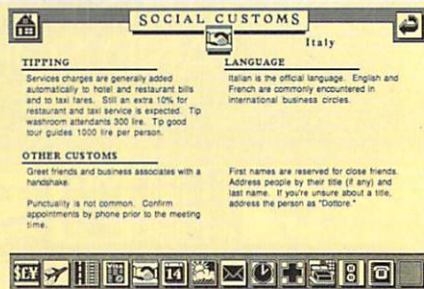 SOCIAL CUSTOMS
Italy
TIPPING
Services charges are generally added
automatically to hotel and restaurant bills
and to taxi fares. Still an extra 10% for
restaurant and taxi service is expected. Tip
washroom attendants 300 lire. Tip good
tour guides 1000 lire per person.
LANGUAGE
Italian is the official language. English and
French are commonly encountered in
international business circles.
OTHER CUSTOMS
Greet friends and business associates with a
handshake.
Punctuality is not common. Confirm
appointments by phone prior to the meeting
time.
First names are reserved for close friends.
Address people by their title (if any) and
last name. If you're unsure about a title,
address the person as "Dottore."
$£¥
14